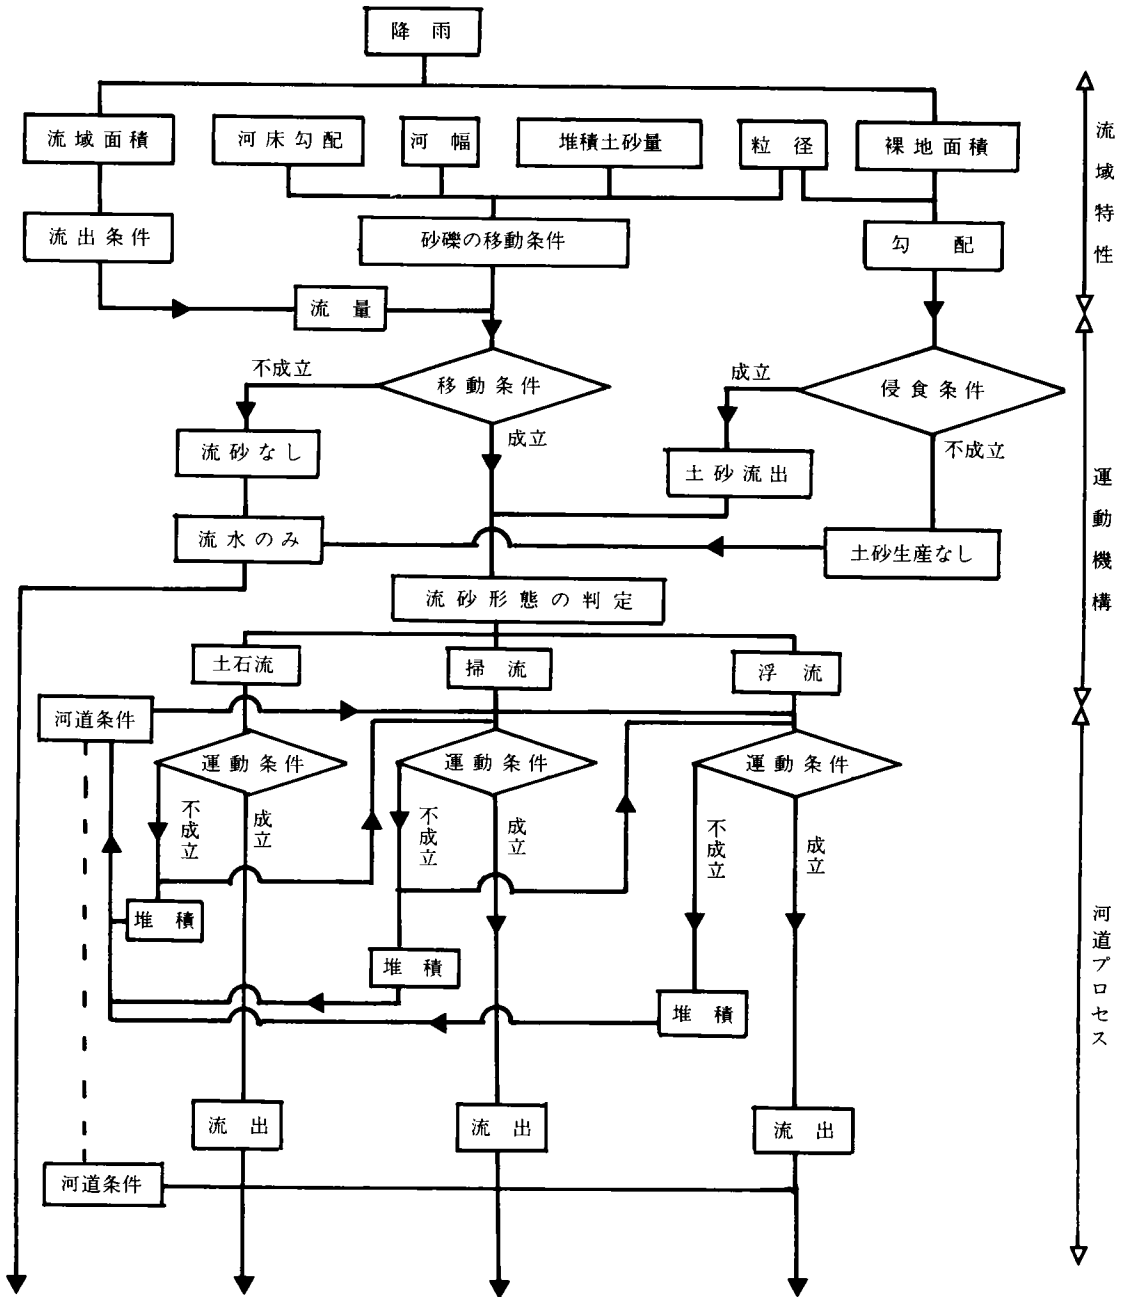 降雨
流域面積
河床勾配
河幅
堆積土砂量
粒径
裸地面積
流出条件
砂礫の移動条件
勾配
流量
流域特性
移動条件
不成立
成立
侵食条件
成立
不成立
流砂なし
土砂流出
流水のみ
土砂生産なし
流砂形態の判定
運動機構
土石流
掃流
浮流
河道条件
運動条件
運動条件
運動条件
不成立
成立
不成立
成立
不成立
成立
堆積
堆積
堆積
河道プロセス
流出
流出
流出
河道条件